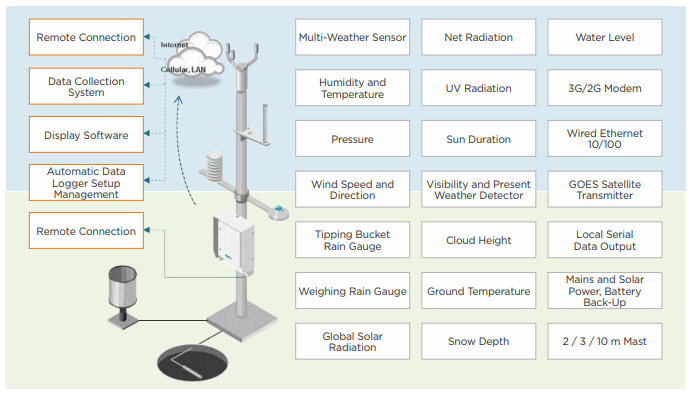 Remote Connection
Data Collection
System
Display Software
Automatic Data
Logger Setup
Management
Remote Connection
Internet
Cellular, LAN
Multi-Weather Sensor
Net Radiation
Water Level
Humidity and
Temperature
UV Radiation
3G/2G Modem
Pressure
Sun Duration
Wired Ethernet
10/100
Wind Speed and
Direction
Visibility and Present
Weather Detector
GOES Satellite
Transmitter
Tipping Bucket
Rain Gauge
Cloud Height
Local Serial
Data Output
Weighing Rain Gauge
Ground Temperature
Mains and Solar
Power, Battery
Back-Up
Global Solar
Radiation
Snow Depth
2 / 3 / 10 m Mast